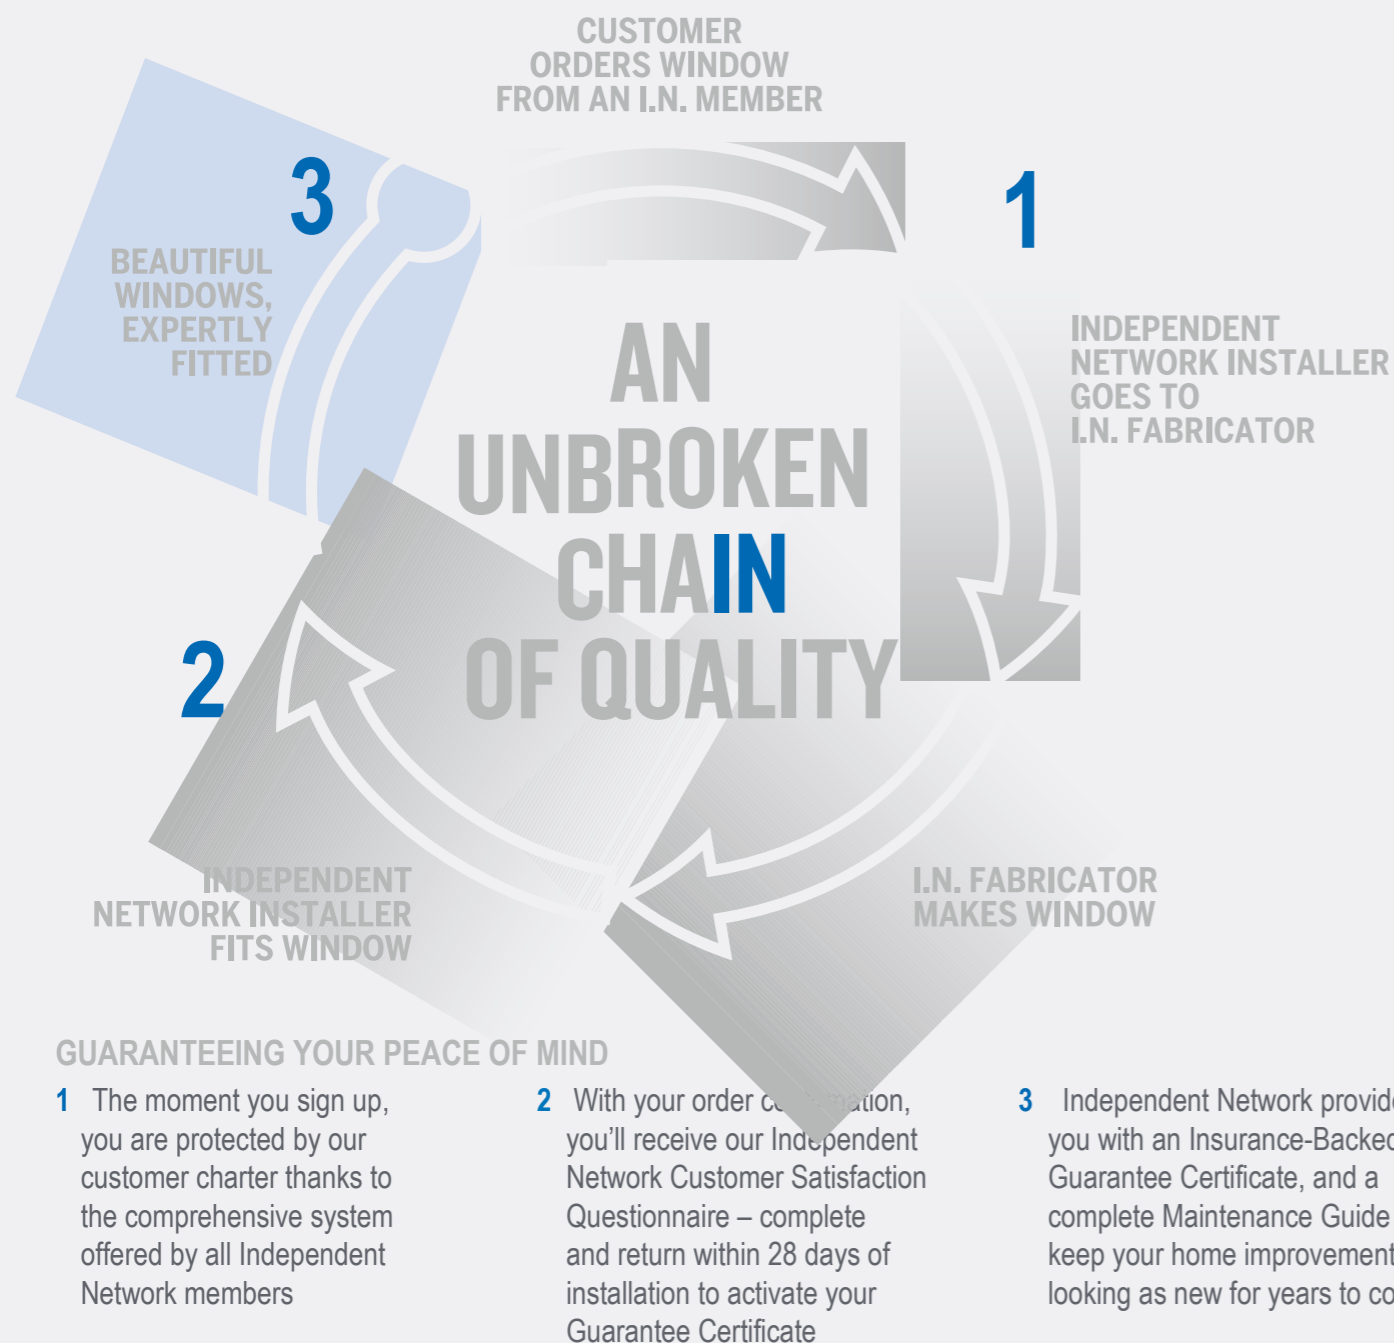 CUSTOMER
ORDERS WINDOW
FROM AN I.N. MEMBER
1
INDEPENDENT
NETWORK INSTALLER
GOES TO
I.N. FABRICATOR
I.N. FABRICATOR
MAKES WINDOW
2
INDEPENDENT
NETWORK INSTALLER
FITS WINDOW
3
BEAUTIFUL
WINDOWS,
EXPERTLY
FITTED
AN
UNBROKEN
CHAIN
OF QUALITY
GUARANTEEING YOUR PEACE OF MIND
1 The moment you sign up,
you are protected by our
customer charter thanks to
the comprehensive system
offered by all Independent
Network members
2 With your order
you’ll receive our Independent
Network Customer Satisfaction
Questionnaire – complete
and return within 28 days of
installation to activate your
Guarantee Certificate
3 Independent Network
you with an
Guarantee Certificate, and a
complete Maintenance Guide
keep your home
looking as new for years to